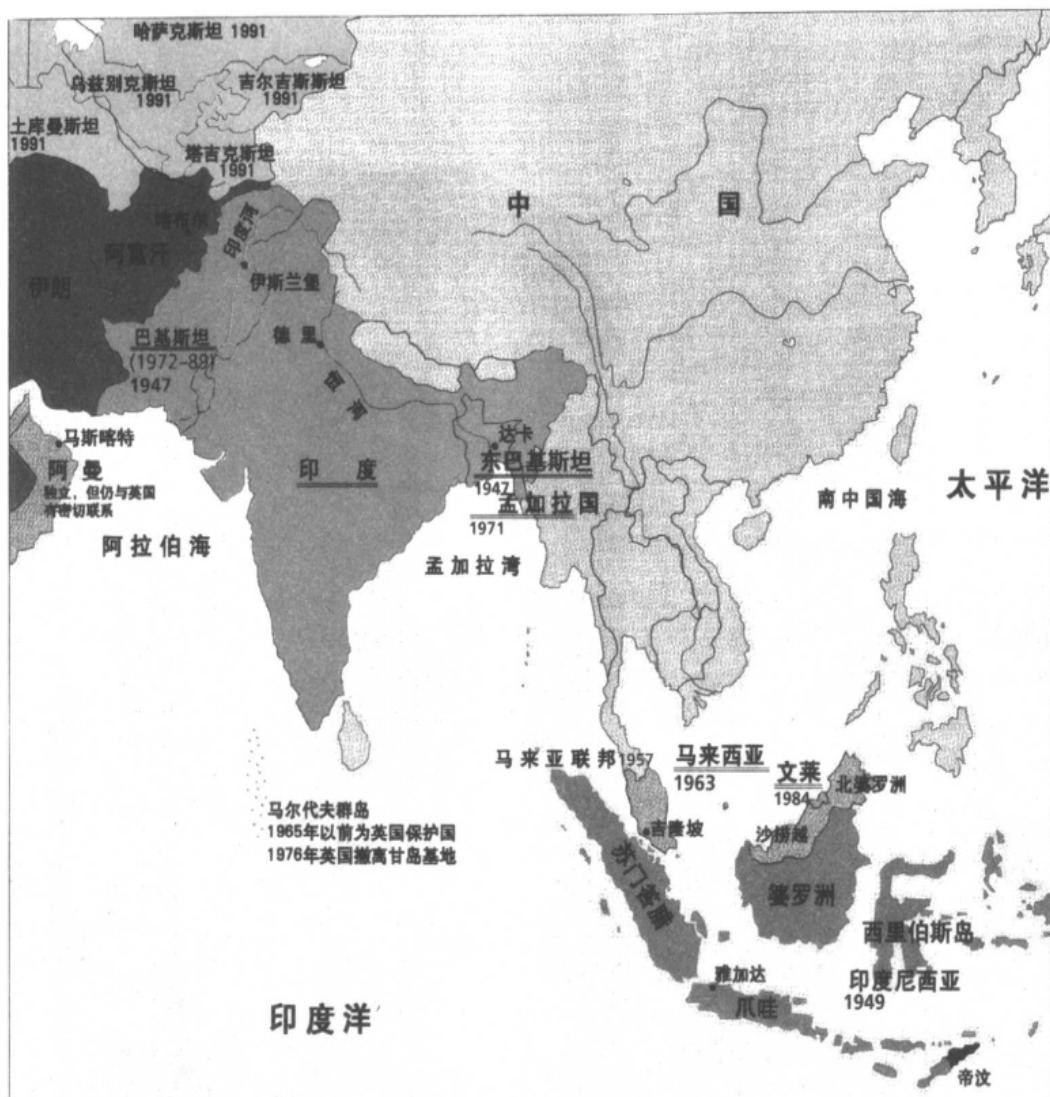 哈萨克斯坦 1991
乌兹别克斯坦
1991
吉尔吉斯斯坦
1991
土库曼斯坦
1991
塔吉克斯坦
1991
中 国
喀布尔
阿富汗
印度河
伊朗
伊斯兰堡
巴基斯坦
(1972–89)
1947
德里
恒河
马斯喀特
阿曼
独立，但仍与英国
有密切联系
印 度
达卡
东巴基斯坦
1947
孟加拉国
1971
阿拉伯海
孟加拉湾
南中国海
太平洋
马来亚联邦1957
马来西亚
1963
文莱
1984
北婆罗洲
马尔代夫群岛
1965年以前为英国保护国
1976年英国撤离甘岛基地
吉隆坡
沙捞越
苏门答腊
婆罗洲
西里伯斯岛
雅加达
印度尼西亚
1949
爪哇
印度洋
帝汶